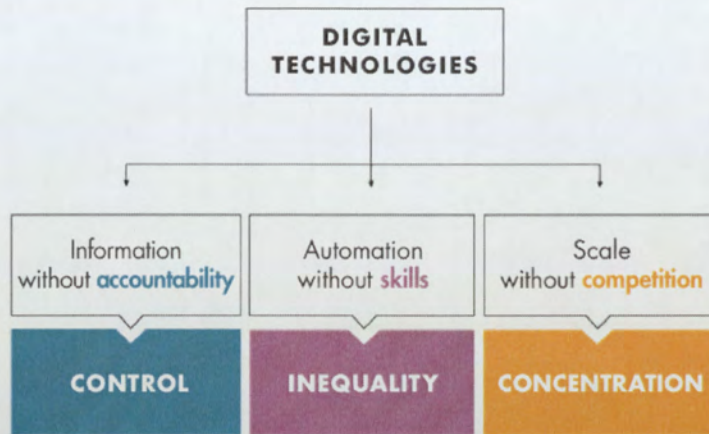 DIGITAL
TECHNOLOGIES
Information
without accountability
Automation
without skills
Scale
without competition
CONTROL
INEQUALITY
CONCENTRATION